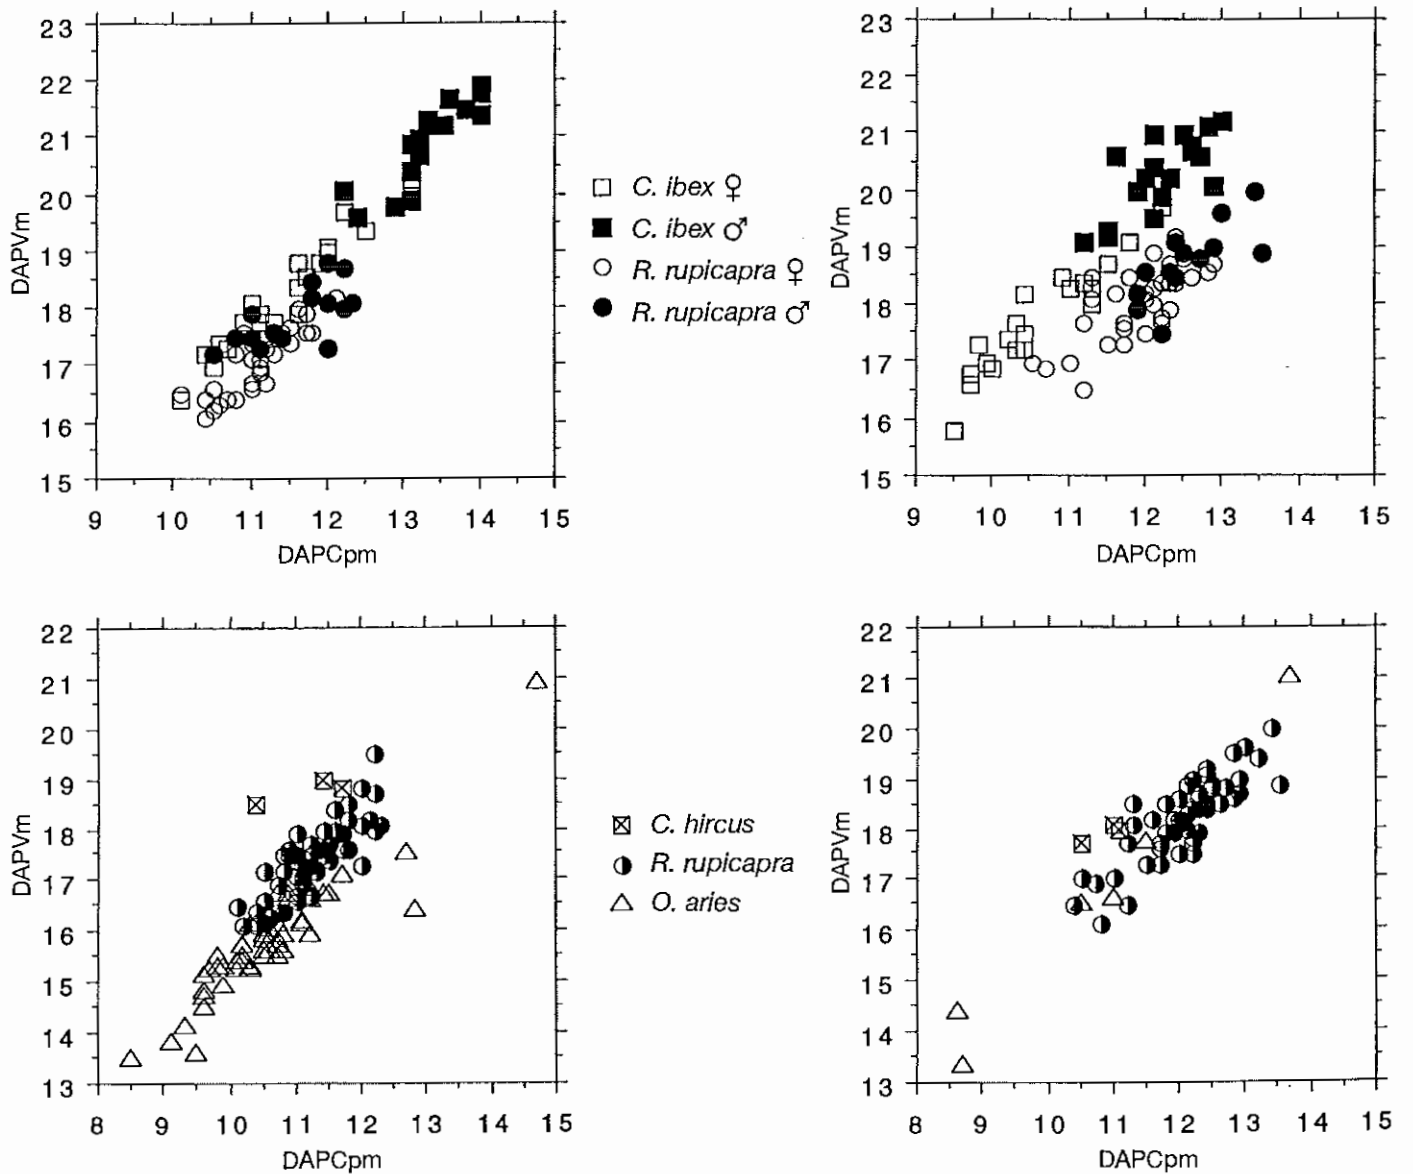 23
22
21
20
19
18
17
16
15
DAPVm
9 10 11 12 13 14 15
DAPCpm
C. ibex ♀
C. ibex ♂
R. rupicapra ♀
R. rupicapra ♂
23
22
21
20
19
18
17
16
15
DAPVm
9 10 11 12 13 14 15
DAPCpm
22
21
20
19
18
17
16
15
14
13
DAPVm
8 9 10 11 12 13 14 15
DAPCpm
C. hircus
R. rupicapra
O. aries
22
21
20
19
18
17
16
15
14
13
DAPVm
8 9 10 11 12 13 14 15
DAPCpm